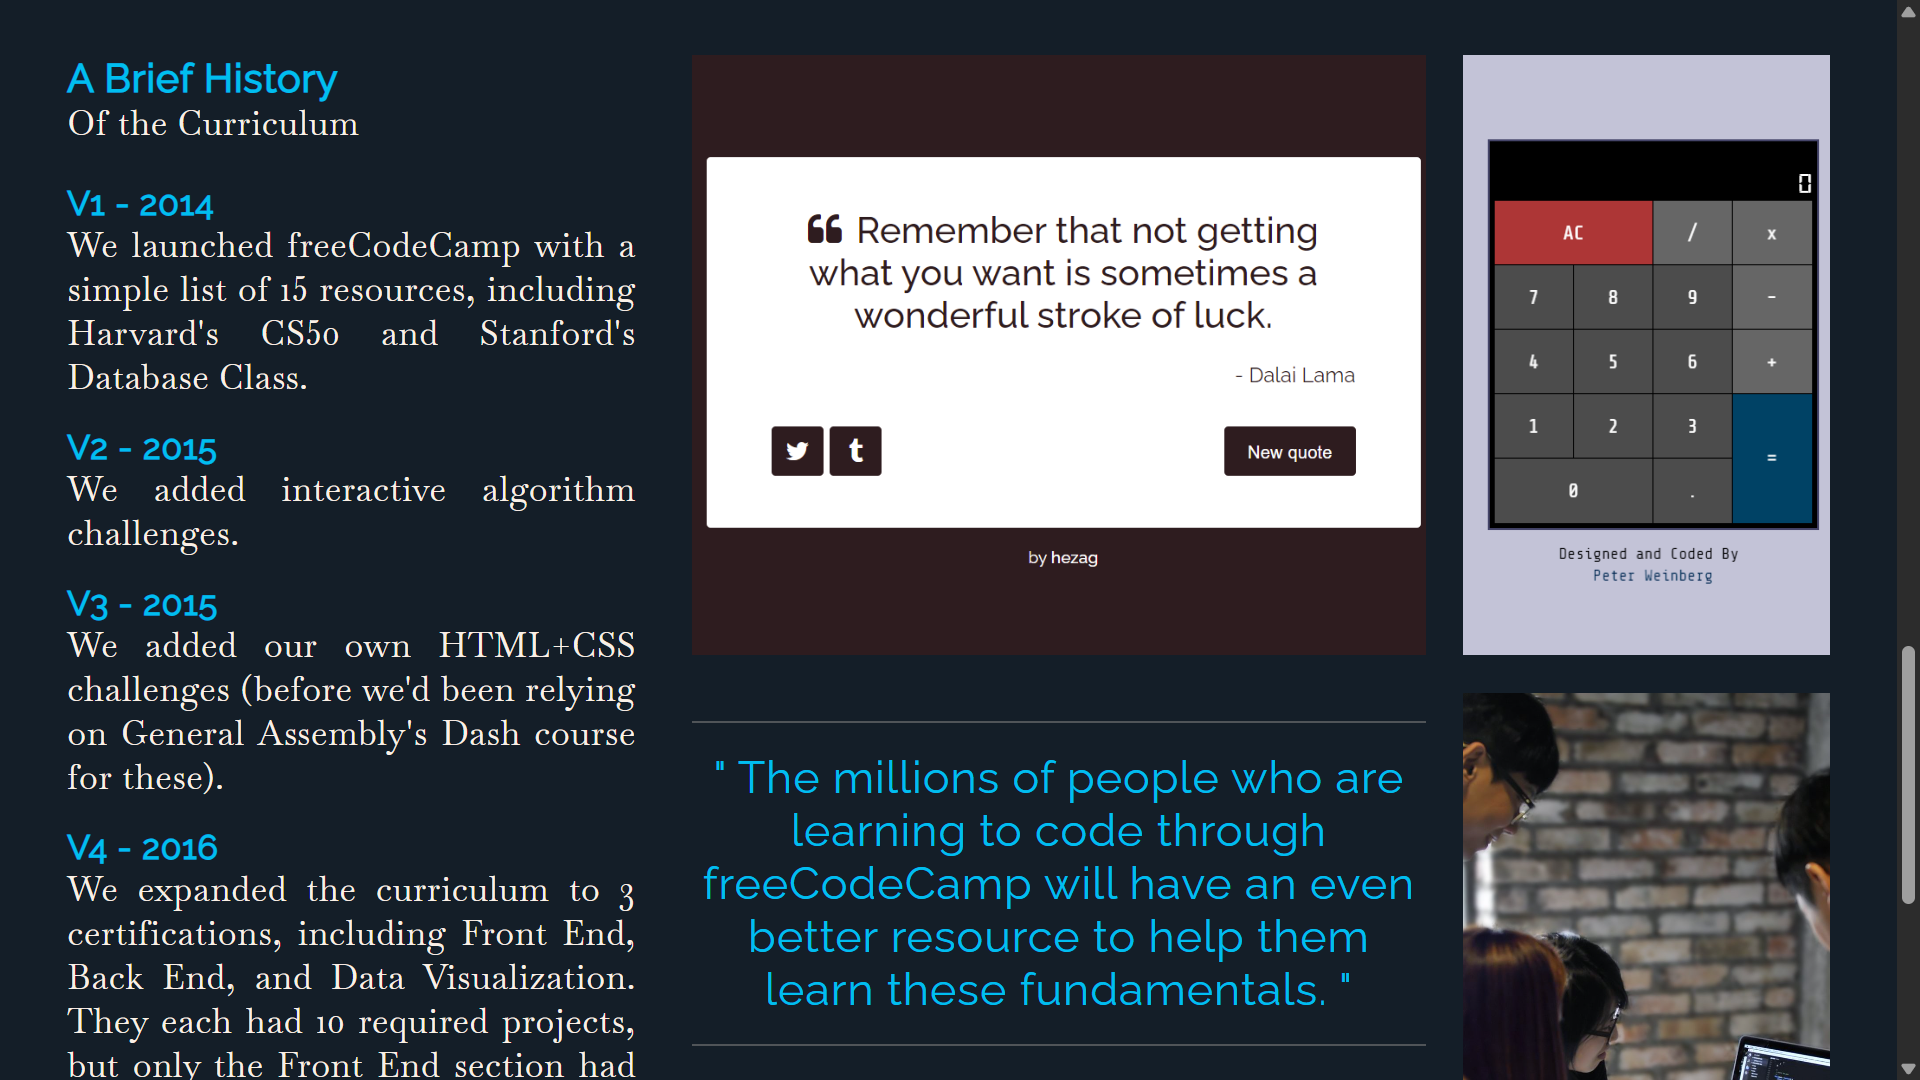 A Brief History
Of the Curriculum
V1 - 2014
We launched freeCodeCamp with a
simple list of 15 resources, including
Harvard's CS50 and Stanford's
Database Class.
V2 - 2015
We added interactive algorithm
challenges.
V3 - 2015
We added our own HTML+CSS
challenges (before we'd been relying
on General Assembly's Dash course
for these).
V4 - 2016
We expanded the curriculum to 3
certifications, including Front End,
Back End, and Data Visualization.
They each had 10 required projects,
but only the Front End section had
“ Remember that not getting
what you want is sometimes a
wonderful stroke of luck.
- Dalai Lama
t
New quote
by hezag
" The millions of people who are
learning to code through
freeCodeCamp will have an even
better resource to help them
learn these fundamentals. "
0
AC / x
7 8 9 -
4 5 6 +
1 2 3
=
0 .
Designed and Coded By
Peter Weinberg